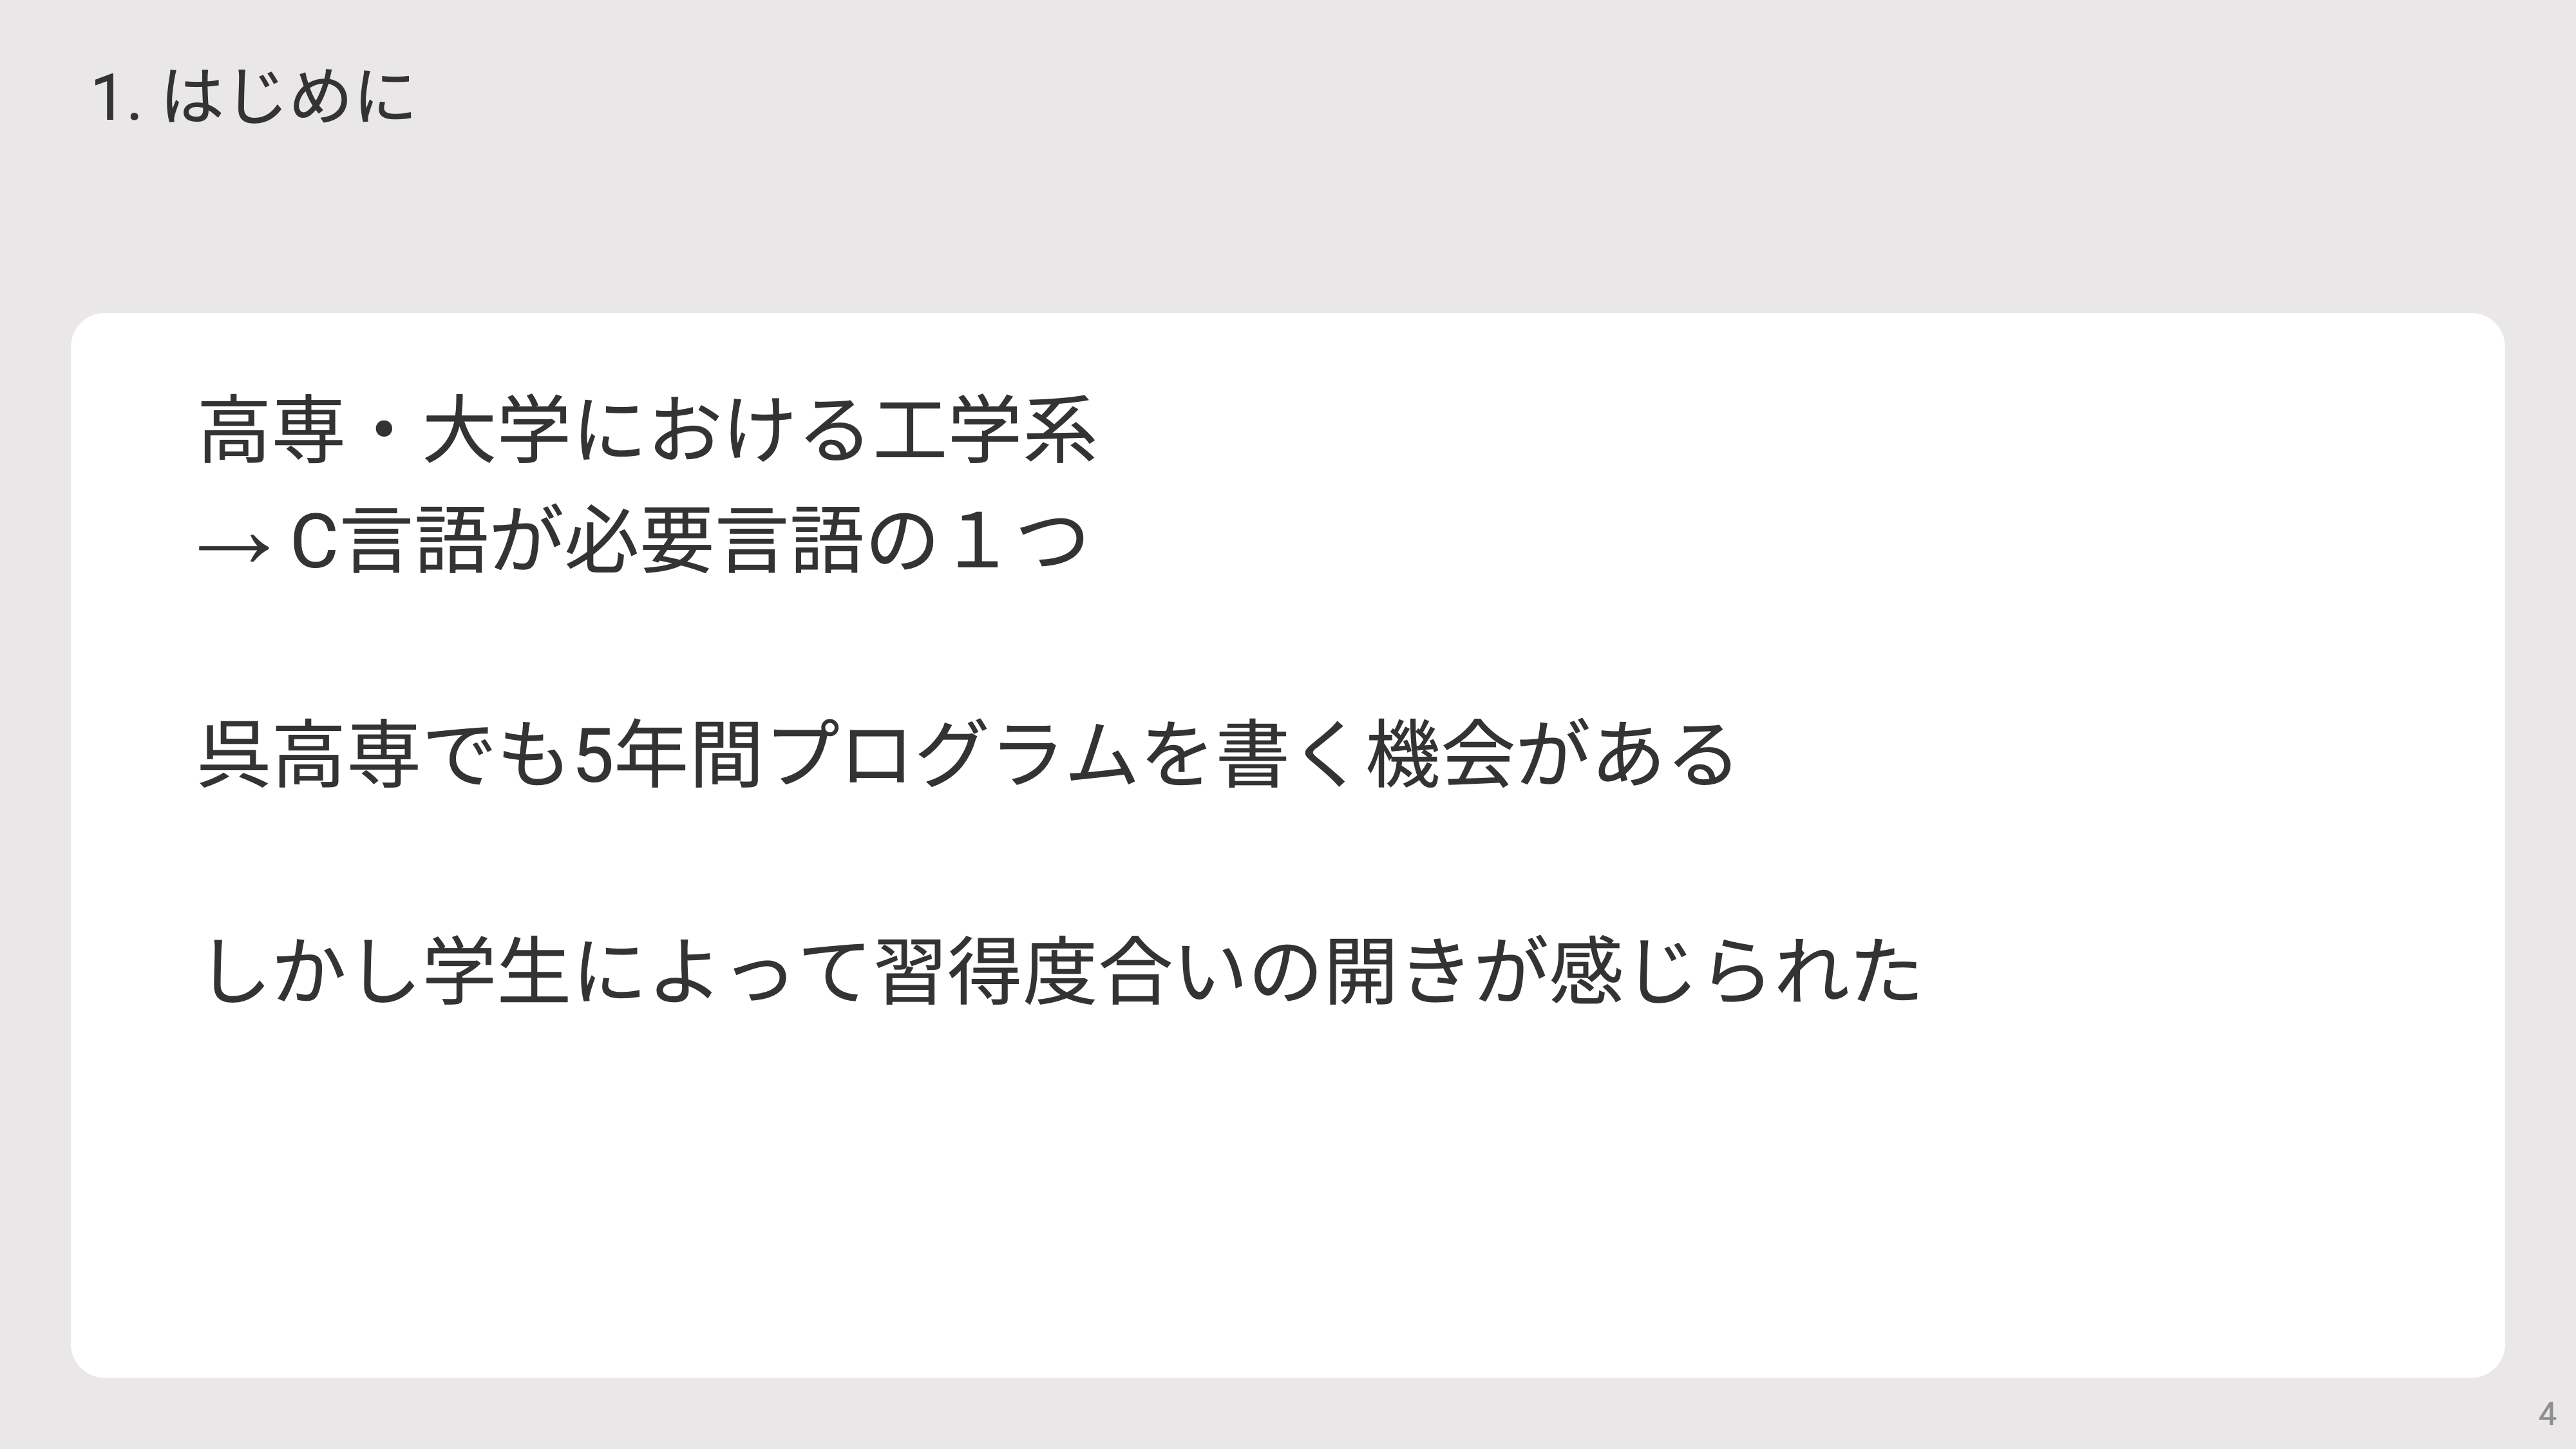 1. はじめに
高専・大学における工学系
→ C言語が必要言語の１つ
呉高専でも5年間プログラムを書く機会がある
しかし学生によって習得度合いの開きが感じられた
4